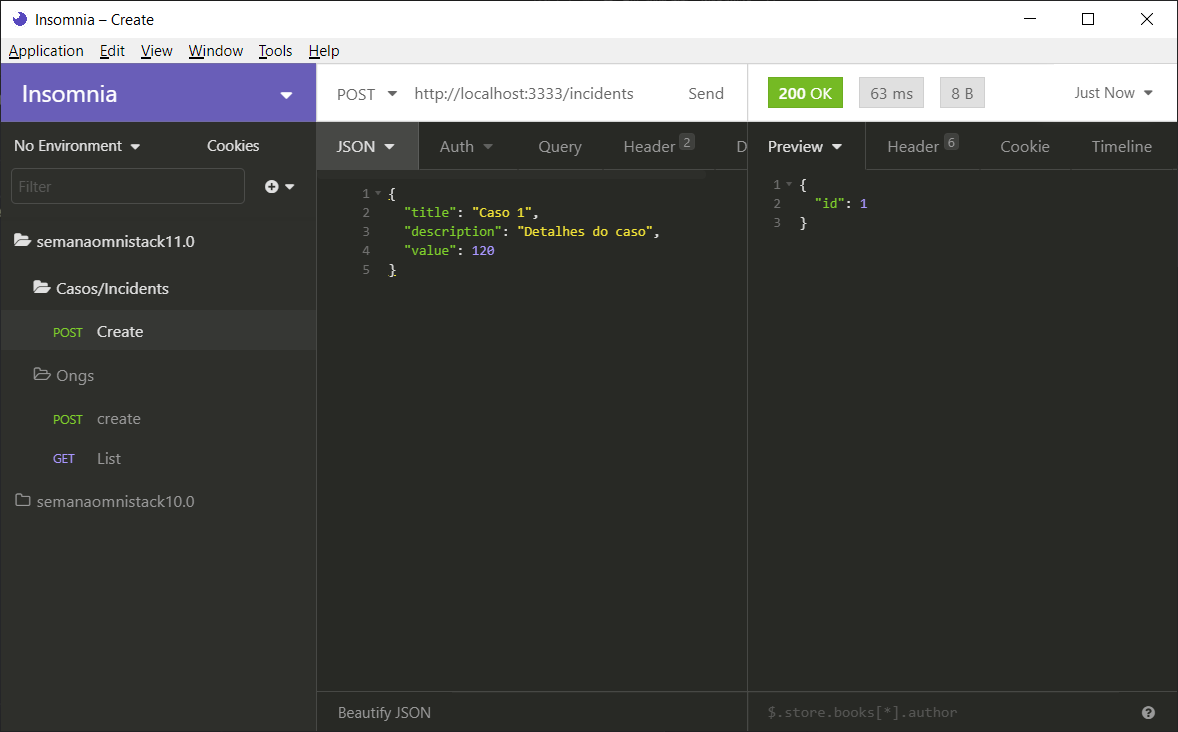 Insomnia – Create
Application Edit View Window Tools Help
Insomnia
POST http://localhost:3333/incidents Send
200 OK 63 ms 8 B Just Now
No Environment Cookies
JSON Auth Query Header 2 D
Preview Header 6 Cookie Timeline
Filter
semanaomnistack11.0
Casos/Incidents
POST Create
Ongs
POST create
GET List
semanaomnistack10.0
1 {
2 "title": "Caso 1",
3 "description": "Detalhes do caso",
4 "value": 120
5 }
1 {
2 "id": 1
3 }
Beautify JSON
$.store.books[*].author
?